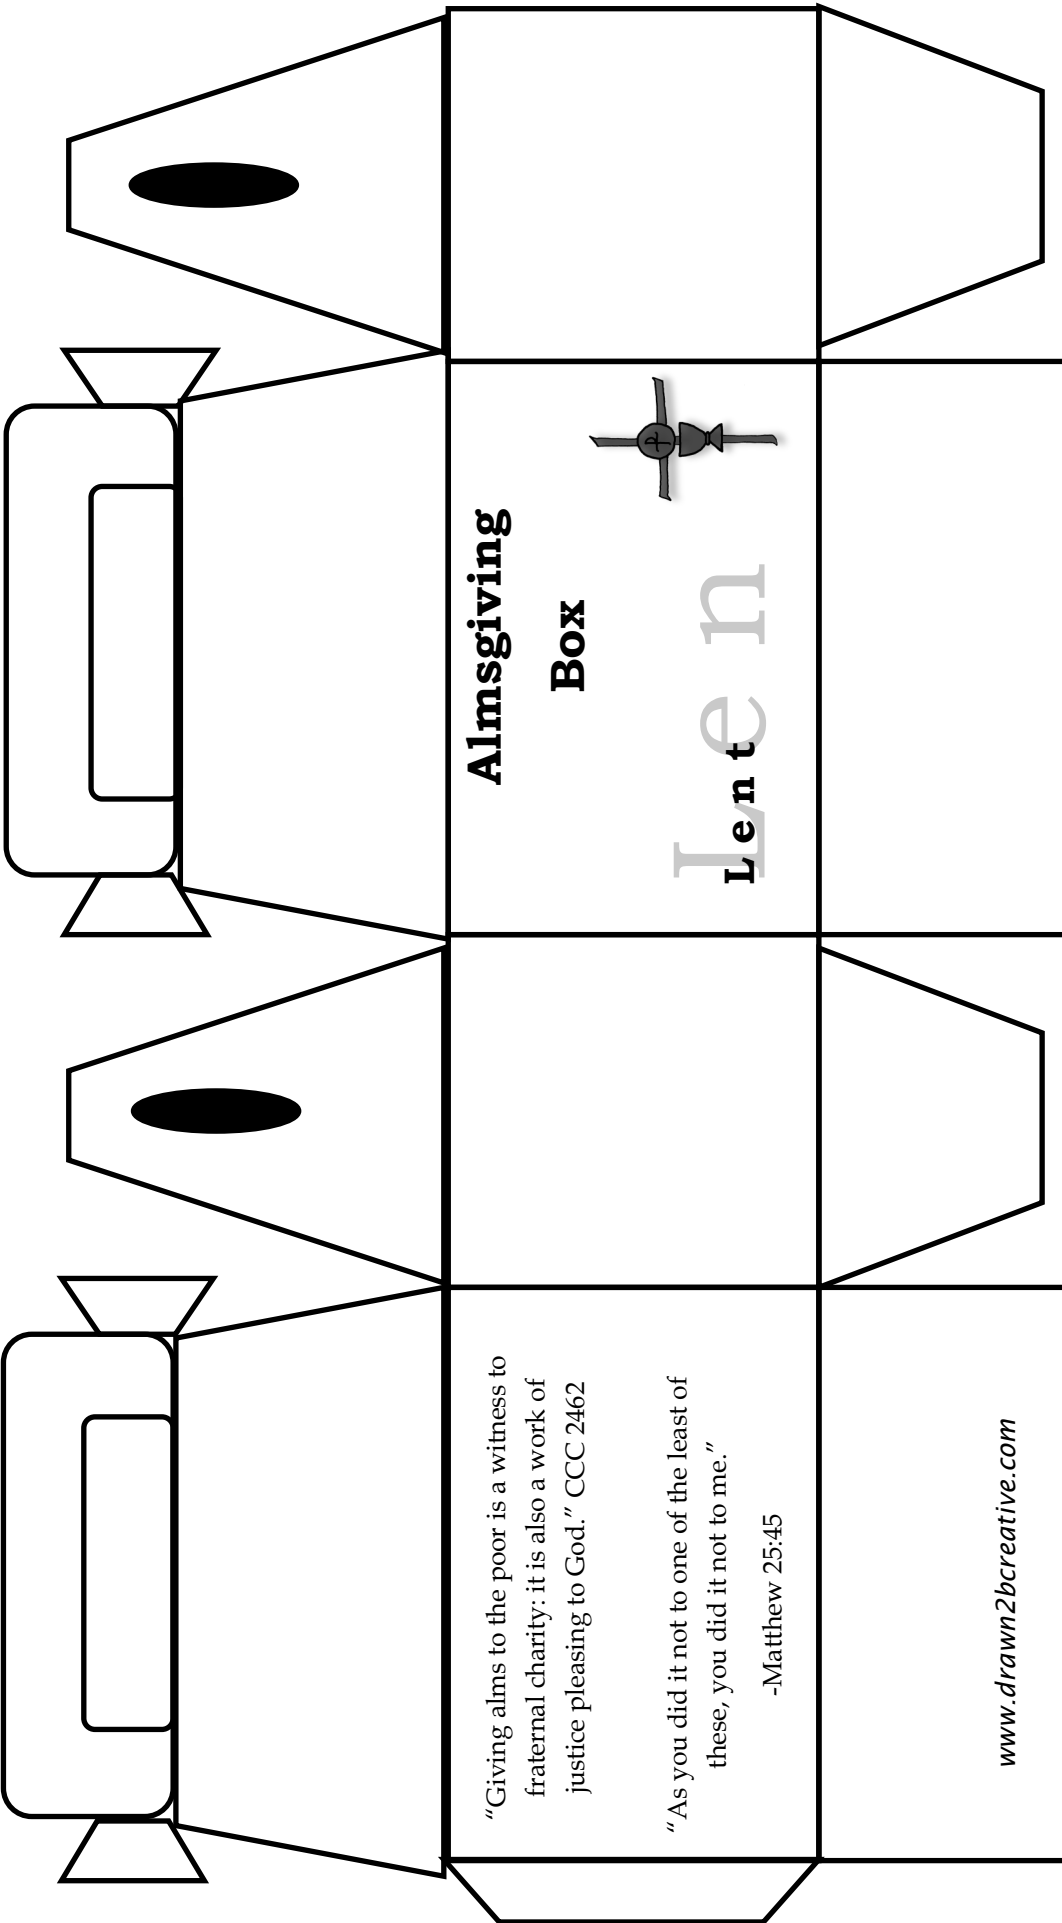 Almsgiving
Box
L e n
L e n t
“Giving alms to the poor is a witness to
fraternal charity: it is also a work of
justice pleasing to God.” CCC 2462
“As you did it not to one of the least of
these, you did it not to me.”
-Matthew 25:45
www.drawn2bcreative.com